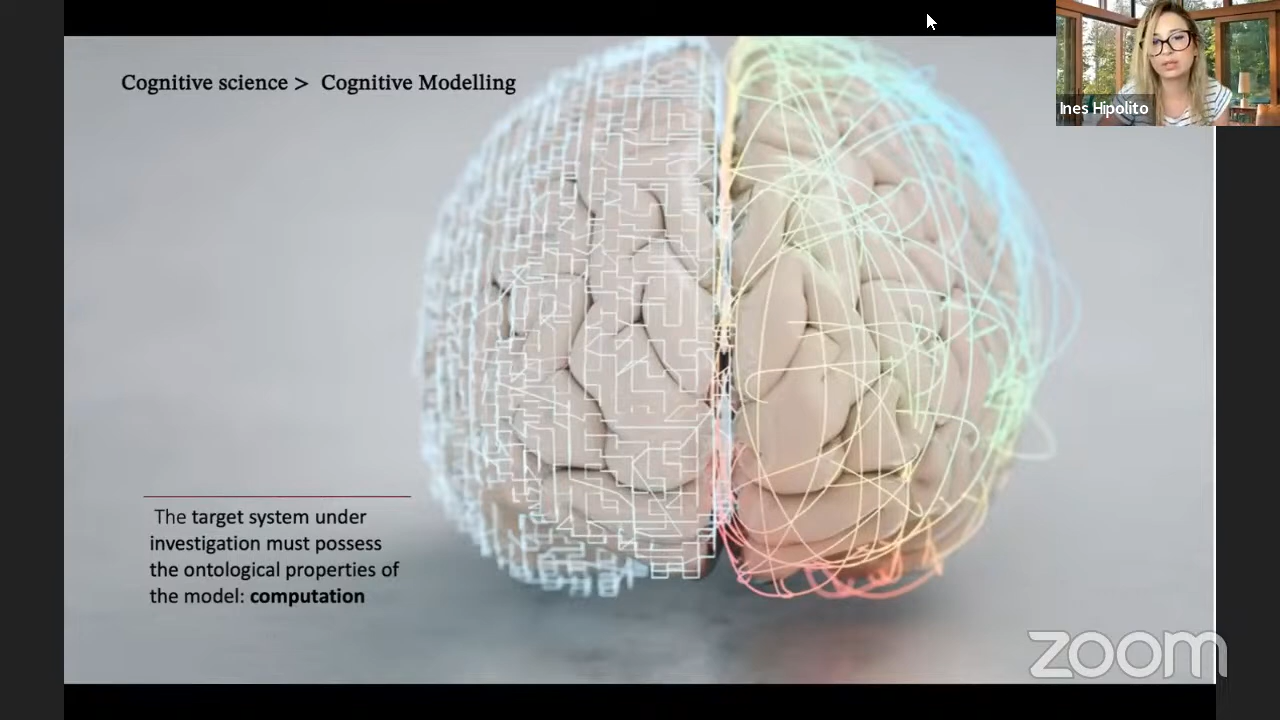 Cognitive science > Cognitive Modelling
Ines Hipolito
The target system under
investigation must possess
the ontological properties of
the model: computation
zoom